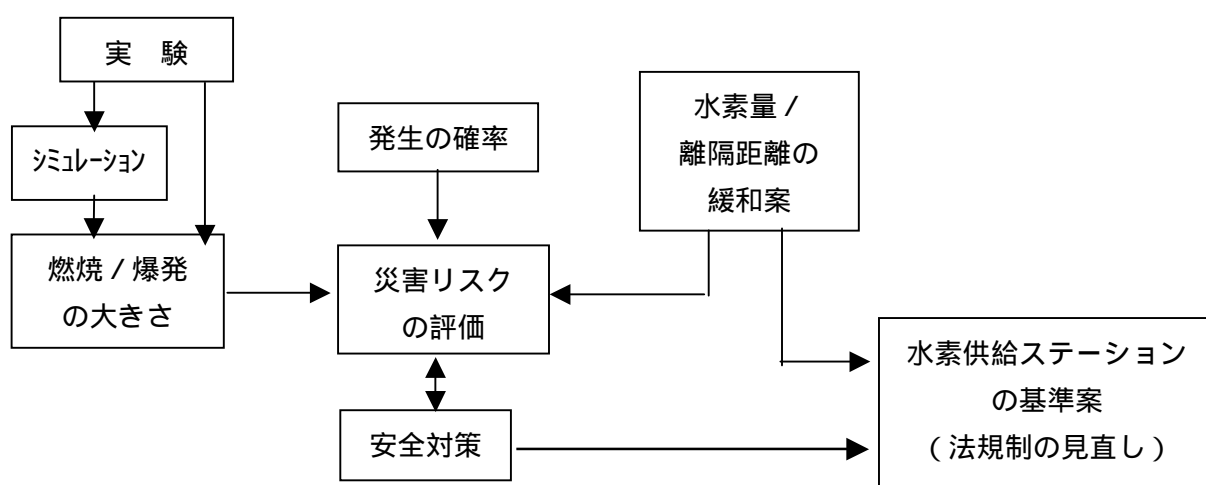 実　験
ｼﾐｭﾚｰｼｮﾝ
燃焼 / 爆発
の大きさ
発生の確率
災害リスク
の評価
安全対策
水素量 /
離隔距離の
緩和案
水素供給ステーション
の基準案
( 法規制の見直し )